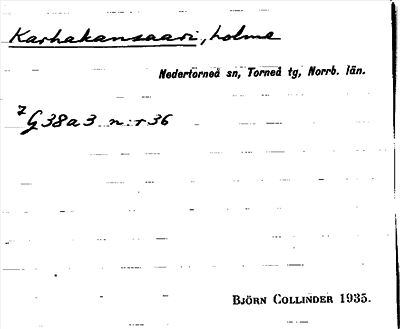 Karhakansaari, holme
Nedertorneå sn, Torneå tg, Norrb. län.
7 G 38 a 3 n:r 36
BJÖRN COLLINDER 1935.